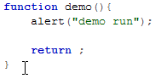 function demo(){
alert("demo run");
return ;
}